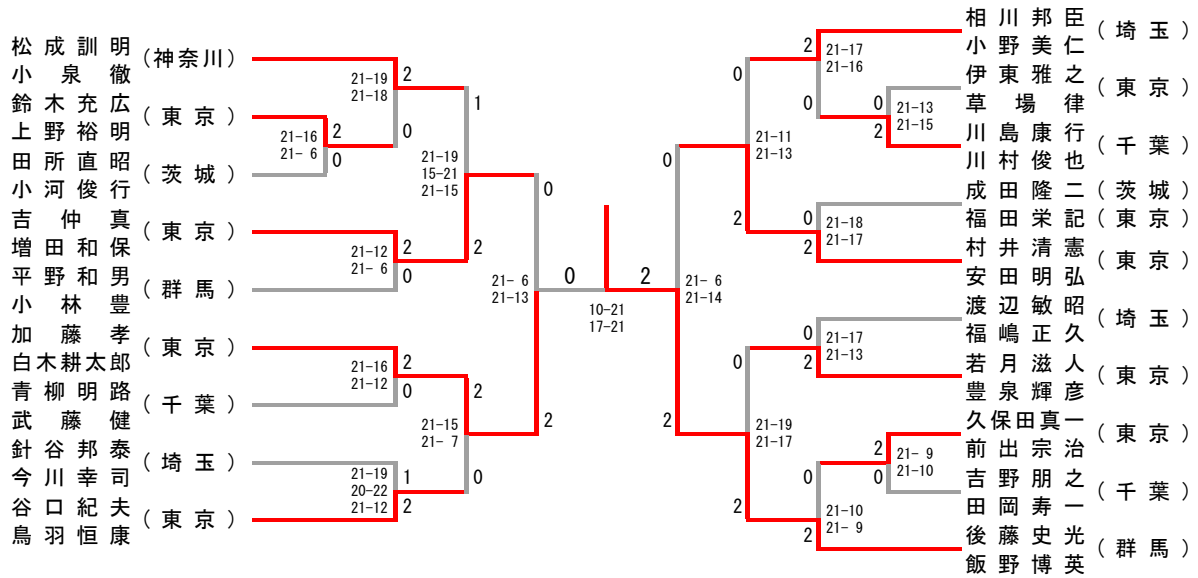 松成訓明
(神奈川)
小泉徹
鈴木充広
(東京)
上野裕明
田所直昭
(茨城)
小河俊行
吉仲真
(東京)
増田和保
平野和男
(群馬)
小林豊
加藤孝
(東京)
白木耕太郎
青柳明路
(千葉)
武藤健
針谷邦泰
(埼玉)
今川幸司
谷口紀夫
(東京)
鳥羽恒康
21-19
21-18
2
0
21-16
21- 6
2
0
1
21-19
15-21
21-15
2
21-12
21- 6
2
0
0
21- 6
21-13
2
21-16
21-12
2
0
2
21-15
21- 7
0
21-19
20-22
21-12
1
2
0
2
10-21
17-21
0
21- 6
21-14
2
0
21-11
21-13
2
2
21-17
21-16
0
0
21-13
21-15
2
0
21-18
21-17
2
0
21-17
21-13
2
0
21-19
21-17
2
2
21- 9
21-10
0
0
21-10
21- 9
2
相川邦臣
(埼玉)
小野美仁
伊東雅之
(東京)
草場律
川島康行
(千葉)
川村俊也
成田隆二(茨城)
福田栄記(東京)
村井清憲
(東京)
安田明弘
渡辺敏昭
(埼玉)
福嶋正久
若月滋人
(東京)
豊泉輝彦
久保田真一
(東京)
前出宗治
吉野朋之
(千葉)
田岡寿一
後藤史光
(群馬)
飯野博英